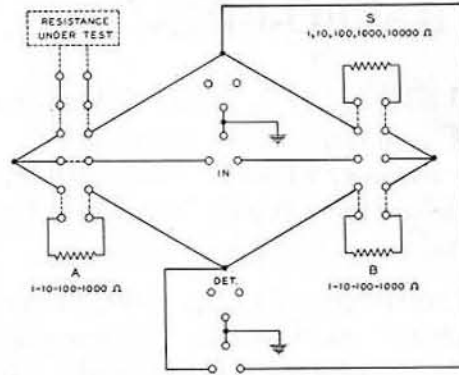 RESISTANCE
UNDER TEST
S
1,10,100,1000,10000 Ω
IN
A
1-10-100-1000 Ω
DET.
B
1-10-100-1000 Ω